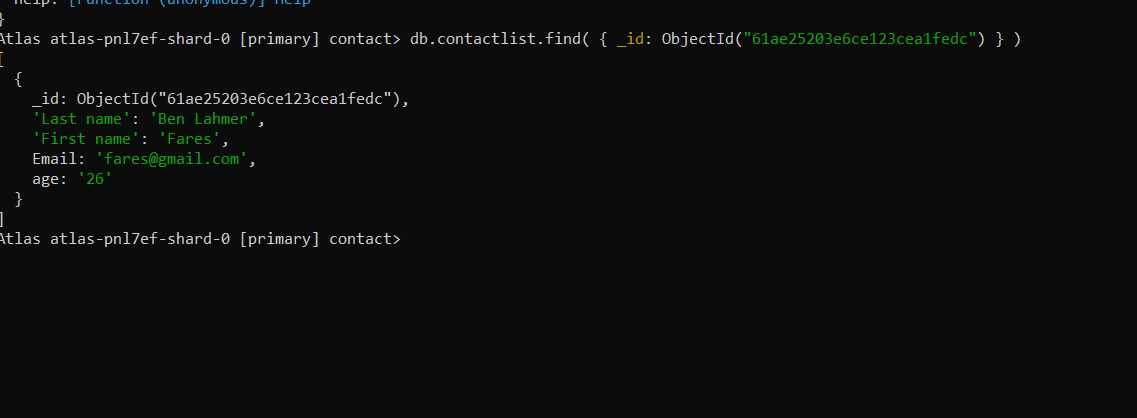 help: [Function (anonymous)] help
}
Atlas atlas-pnl7ef-shard-0 [primary] contact> db.contactlist.find( { _id: ObjectId("61ae25203e6ce123cea1fedc") } )
[
  {
    _id: ObjectId("61ae25203e6ce123cea1fedc"),
    'Last name': 'Ben Lahmer',
    'First name': 'Fares',
    Email: 'fares@gmail.com',
    age: '26'
  }
]
Atlas atlas-pnl7ef-shard-0 [primary] contact>